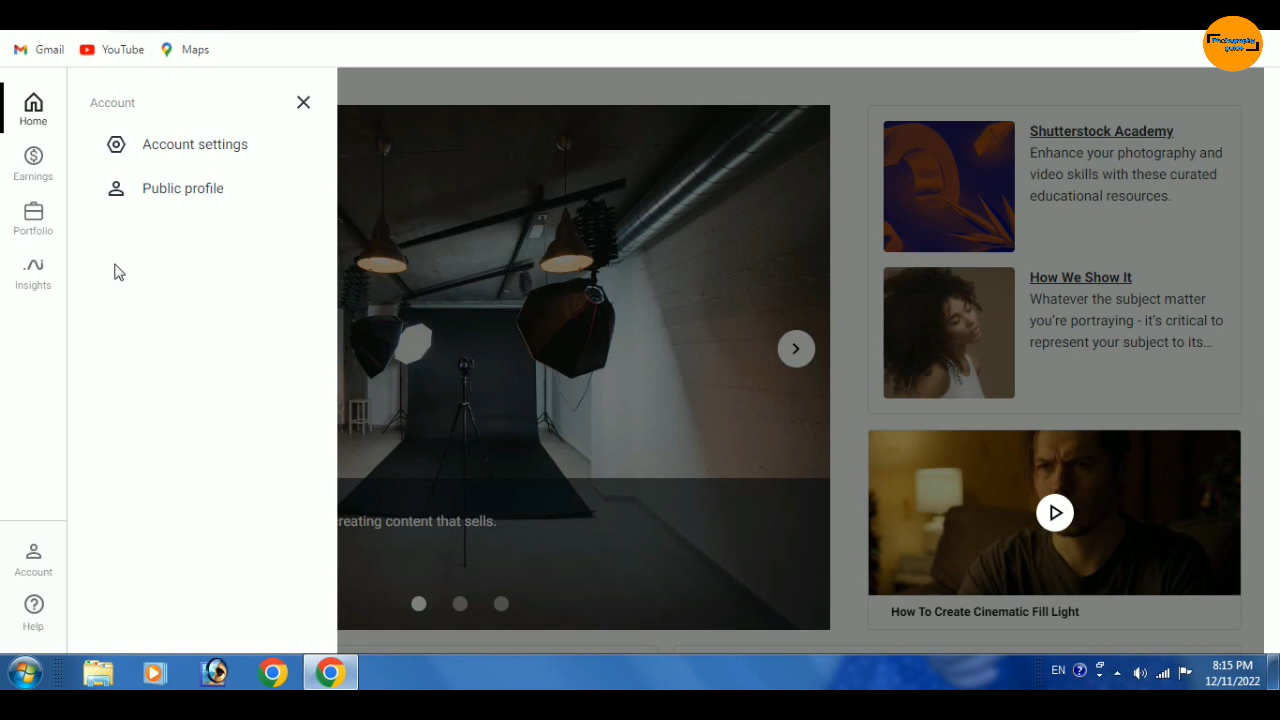 Gmail YouTube Maps
Photography
guide
Home
Earnings
Portfolio
Insights
Account
Help
Account
Account settings
Public profile
creating content that sells.
Shutterstock Academy
Enhance your photography and
video skills with these curated
educational resources.
How We Show It
Whatever the subject matter
you're portraying - it's critical to
represent your subject to its...
How To Create Cinematic Fill Light
EN
8:15 PM
12/11/2022